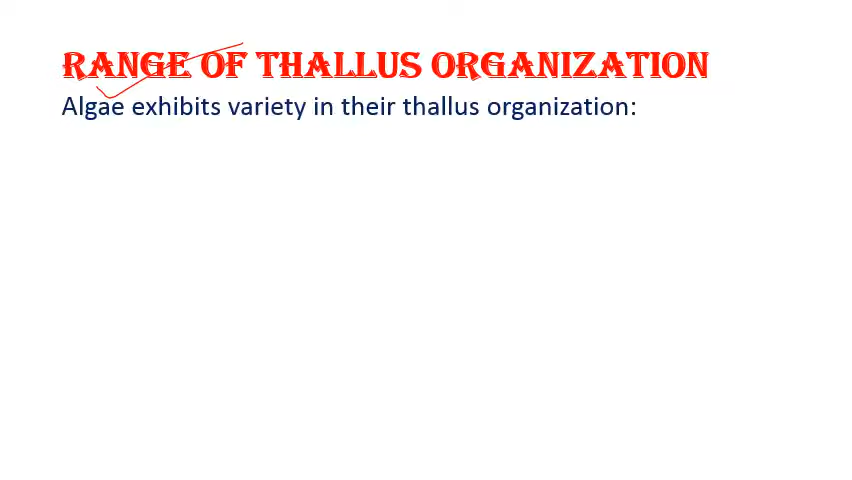 RANGE OF THALLUS ORGANIZATION
Algae exhibits variety in their thallus organization: